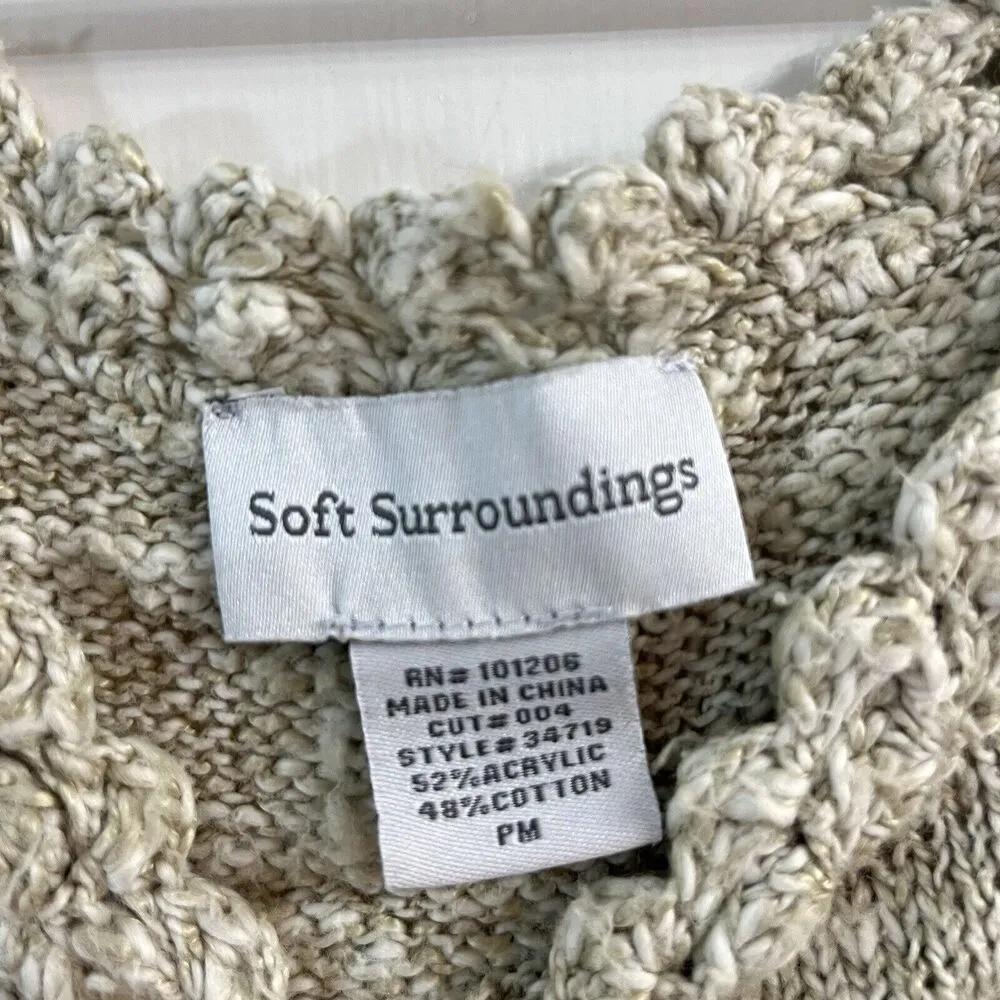 Soft Surroundings
RN# 101206
MADE IN CHINA
CUT# 004
STYLE# 34719
52% ACRYLIC
48% COTTON
PM